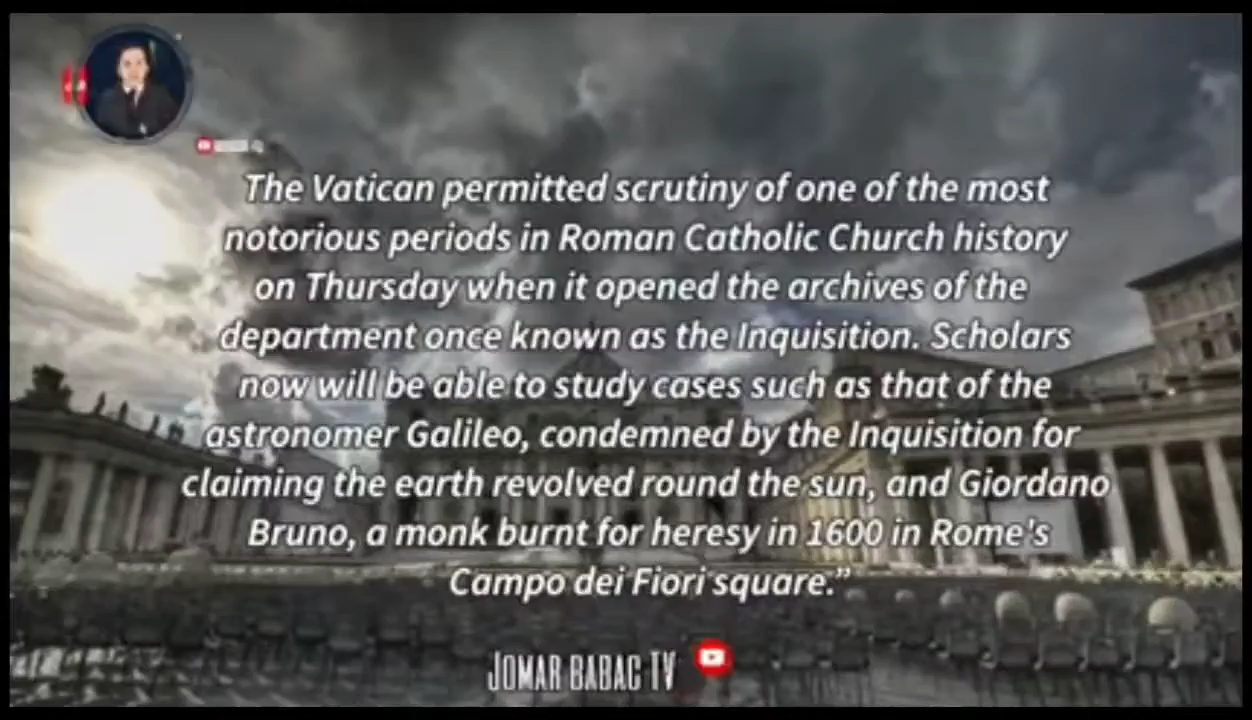 The Vatican permitted scrutiny of one of the most
notorious periods in Roman Catholic Church history
on Thursday when it opened the archives of the
department once known as the Inquisition. Scholars
now will be able to study cases such as that of the
astronomer Galileo, condemned by the Inquisition for
claiming the earth revolved round the sun, and Giordano
Bruno, a monk burnt for heresy in 1600 in Rome's
Campo dei Fiori square.”
JOMAR BABAC TV